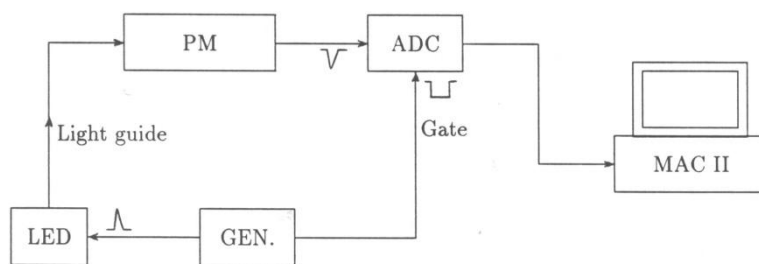 PM
ADC
Light guide
Gate
MAC II
LED
GEN.